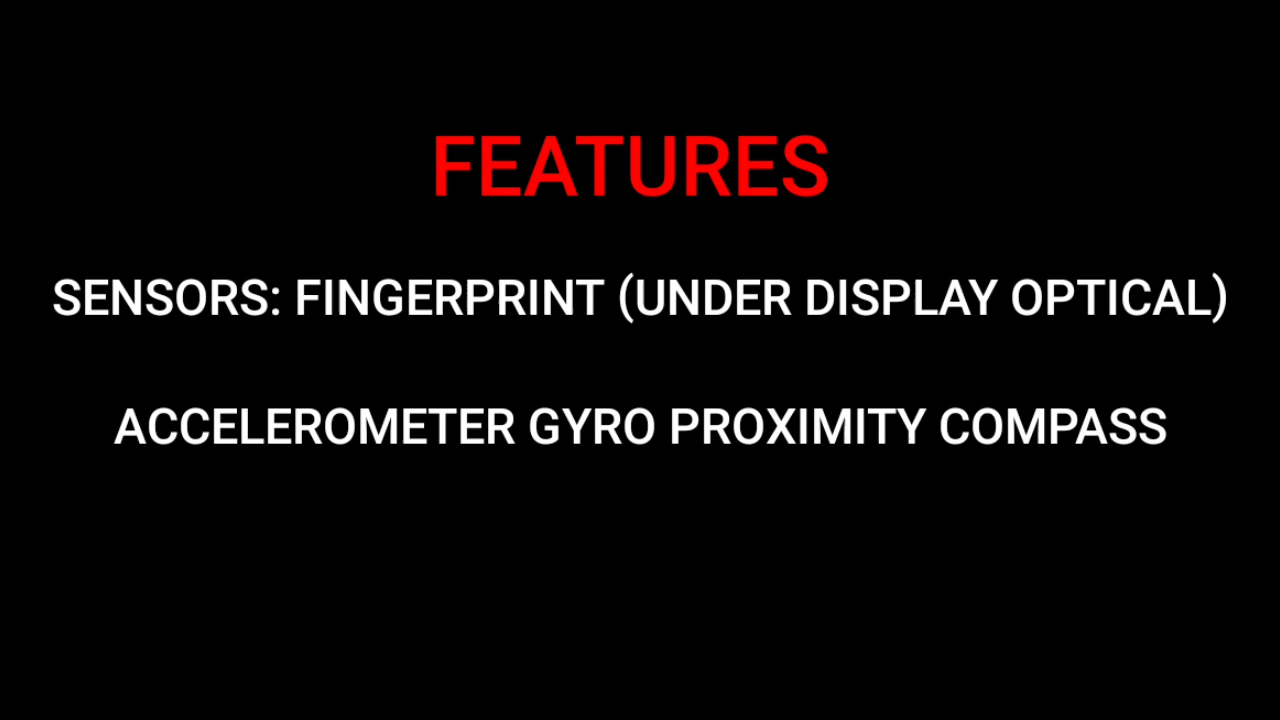 FEATURES
SENSORS: FINGERPRINT (UNDER DISPLAY OPTICAL)
ACCELEROMETER GYRO PROXIMITY COMPASS